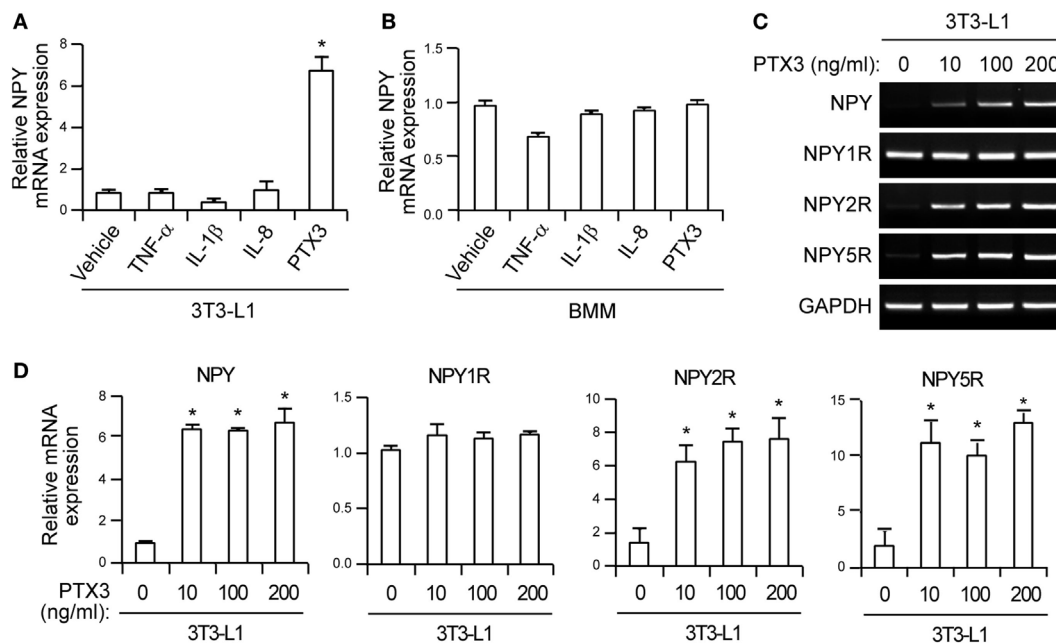 A
Relative NPY
mRNA expression
8
6
4
2
0
*
Vehicle
TNF-α
IL-1β
IL-8
PTX3
3T3-L1
B
Relative NPY
mRNA expression
1.5
1.0
0.5
0.0
Vehicle
TNF-α
IL-1β
IL-8
PTX3
BMM
C
3T3-L1
PTX3 (ng/ml): 0 10 100 200
NPY
NPY1R
NPY2R
NPY5R
GAPDH
D
Relative mRNA
expression
NPY
8
6
4
2
0
* * *
PTX3
(ng/ml):
0 10 100 200
3T3-L1
NPY1R
1.5
1.0
0.5
0.0
0 10 100 200
3T3-L1
NPY2R
10
8
6
4
2
0
* * *
0 10 100 200
3T3-L1
NPY5R
15
10
5
0
* * *
0 10 100 200
3T3-L1